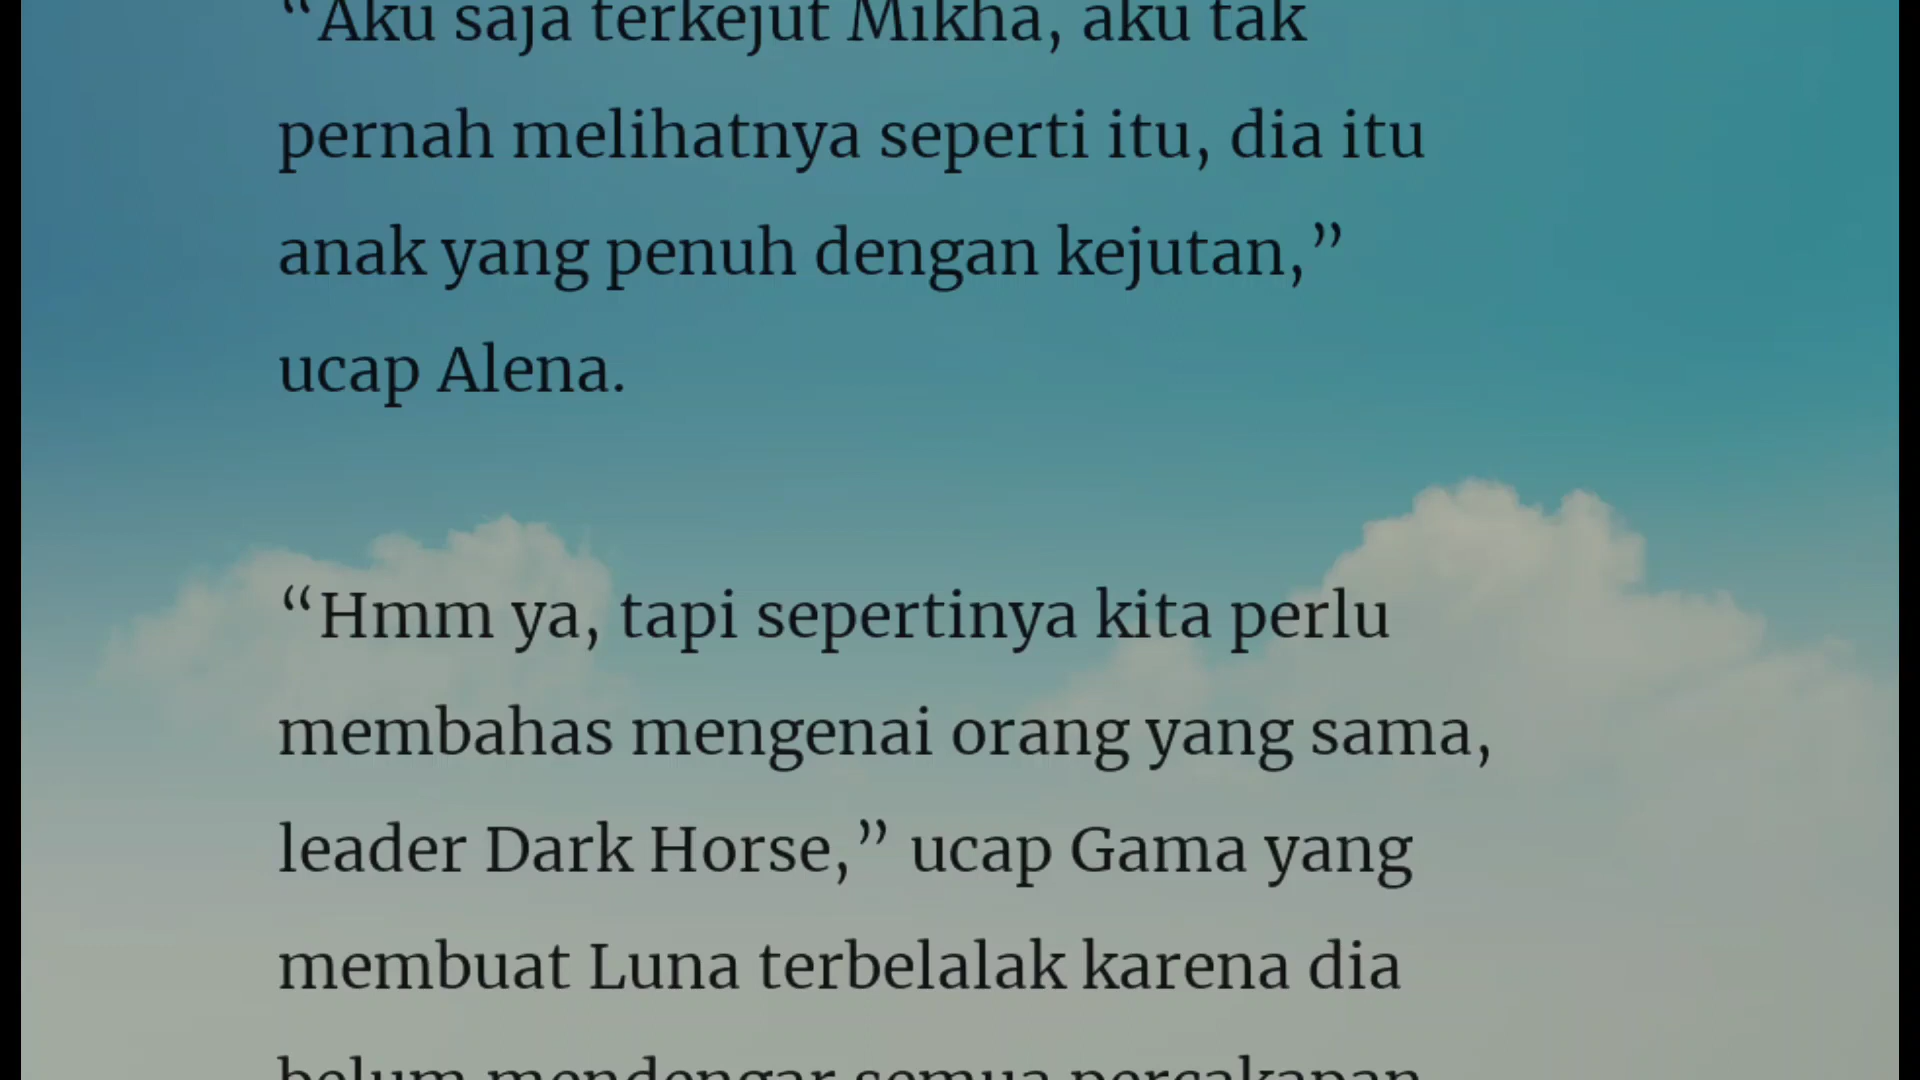 “Aku saja terkejut Mikha, aku tak
pernah melihatnya seperti itu, dia itu
anak yang penuh dengan kejutan,”
ucap Alena.
“Hmm ya, tapi sepertinya kita perlu
membahas mengenai orang yang sama,
leader Dark Horse,” ucap Gama yang
membuat Luna terbelalak karena dia
belum mendengar semua percakapan